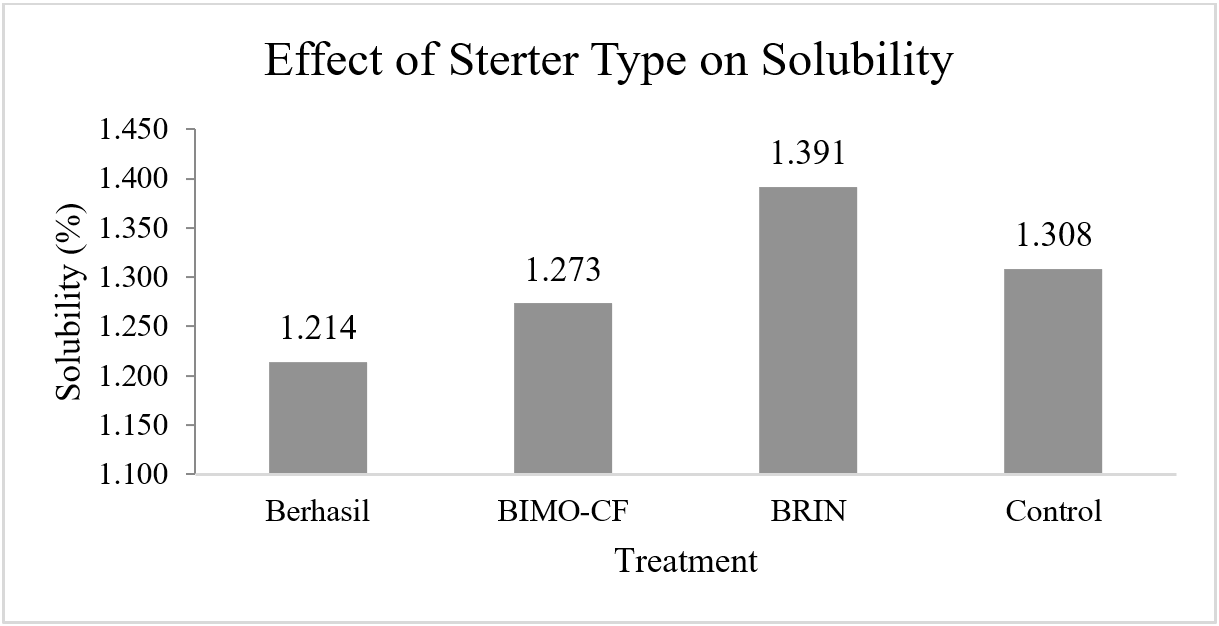 Effect of Sterter Type on Solubility
1.450
1.400
1.350
1.300
1.250
1.200
1.150
1.100
Solubility (%)
1.214
1.273
1.391
1.308
Berhasil
BIMO-CF
BRIN
Control
Treatment